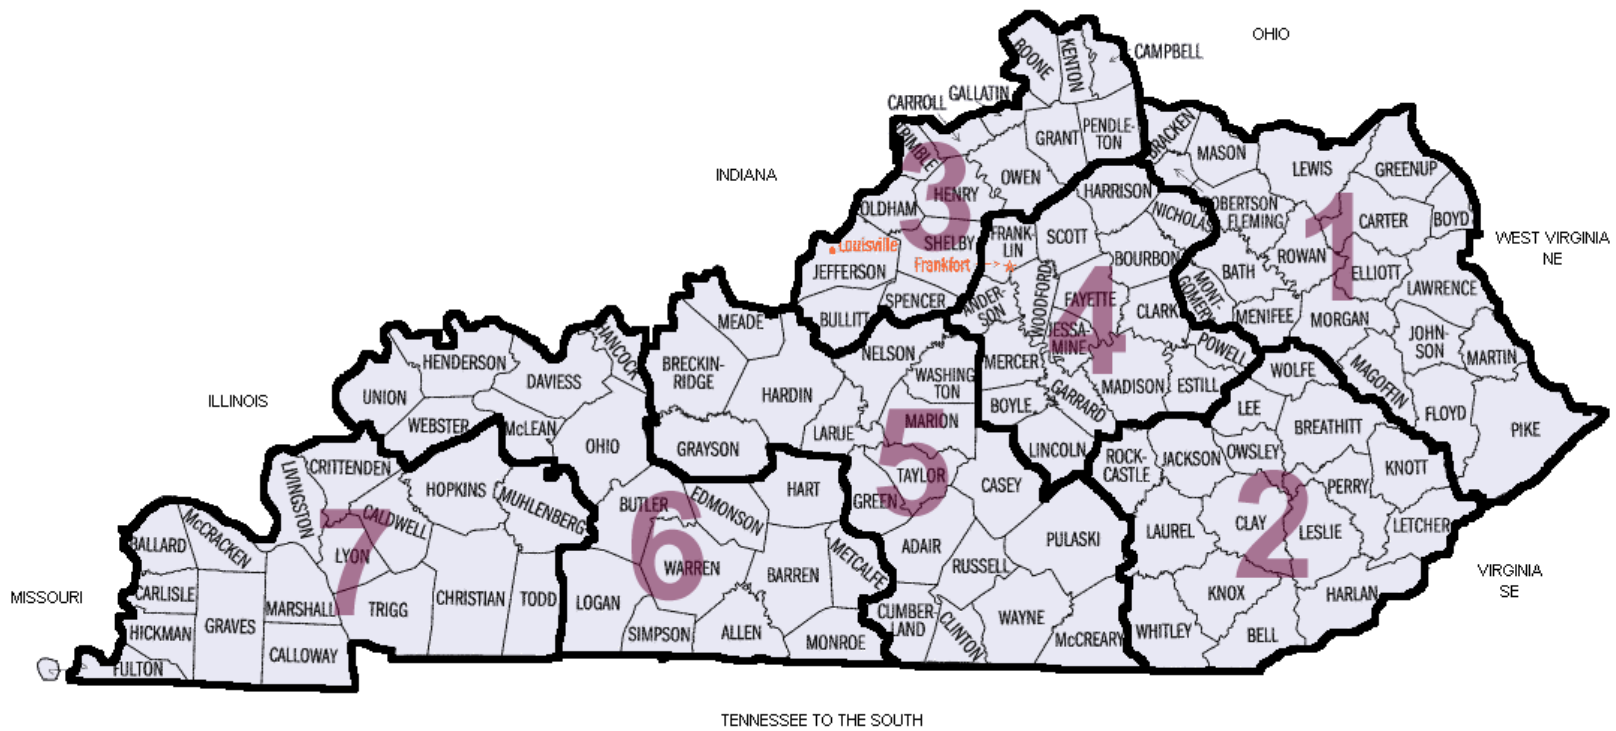 OHIO
BOONE
KENTON
CAMPBELL
GALLATIN
CARROLL
TRIMBLE
GRANT
PENDLE-
TON
BRACKEN
MASON
LEWIS
GREENUP
INDIANA
3
HENRY
OWEN
HARRISON
OLDHAM
NICHOLAS
ROBERTSON
FLEMING
1
CARTER
BOYD
Louisville
SHELBY
FRANK-
LIN
SCOTT
BOURBON
ROWAN
WEST VIRGINIA
NE
Frankfort
JEFFERSON
BATH
ELLIOTT
LAWRENCE
SPENCER
ANDER-
SON
WOODFORD
FAYETTE
4
CLARK
MONT-
GOMERY
MENIFEE
MORGAN
MEADE
BULLITT
JESSA-
MINE
JOHN-
SON
MARTIN
HANCOCK
HENDERSON
DAVIESS
BRECKIN-
RIDGE
NELSON
WASHING
TON
MERCER
POWELL
WOLFE
MAGOFFIN
ILLINOIS
UNION
HARDIN
MADISON
ESTILL
GARRARD
BOYLE
LEE
FLOYD
PIKE
WEBSTER
McLEAN
OHIO
GRAYSON
LARUE
MARION
5
LINCOLN
BREATHITT
LIVINGSTON
CRITTENDEN
ROCK-
CASTLE
JACKSON
OWSLEY
KNOTT
HOPKINS
MUHLENBERG
HART
TAYLOR
GREEN
CASEY
PERRY
BUTLER
EDMONSON
6
2
CLAY
LESLIE
LETCHER
McCRACKEN
CALDWELL
7
LYON
LAUREL
BALLARD
ADAIR
PULASKI
WARREN
BARREN
METCALFE
RUSSELL
VIRGINIA
SE
MISSOURI
CARLISLE
MARSHALL
TRIGG
CHRISTIAN
TODD
LOGAN
KNOX
HARLAN
HICKMAN
GRAVES
SIMPSON
ALLEN
MONROE
CUMBER-
LAND
CLINTON
WAYNE
McCREARY
WHITLEY
BELL
FULTON
CALLOWAY
TENNESSEE TO THE SOUTH